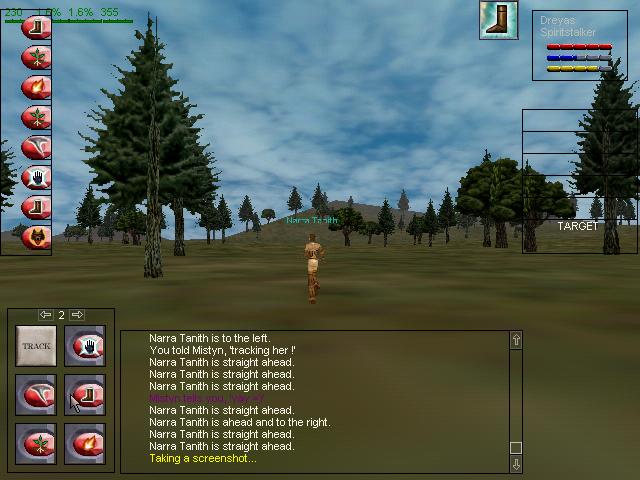 230 1.0% 1.6% 355
Dreyas
Spiritstalker
Narra Tanith
TARGET
2
TRACK
Narra Tanith is to the left.
You told Mistyn, 'tracking her !'
Narra Tanith is straight ahead.
Narra Tanith is straight ahead.
Narra Tanith is straight ahead.
Mistyn tells you, 'yay =)'
Narra Tanith is straight ahead.
Narra Tanith is ahead and to the right.
Narra Tanith is straight ahead.
Narra Tanith is straight ahead.
Taking a screenshot...